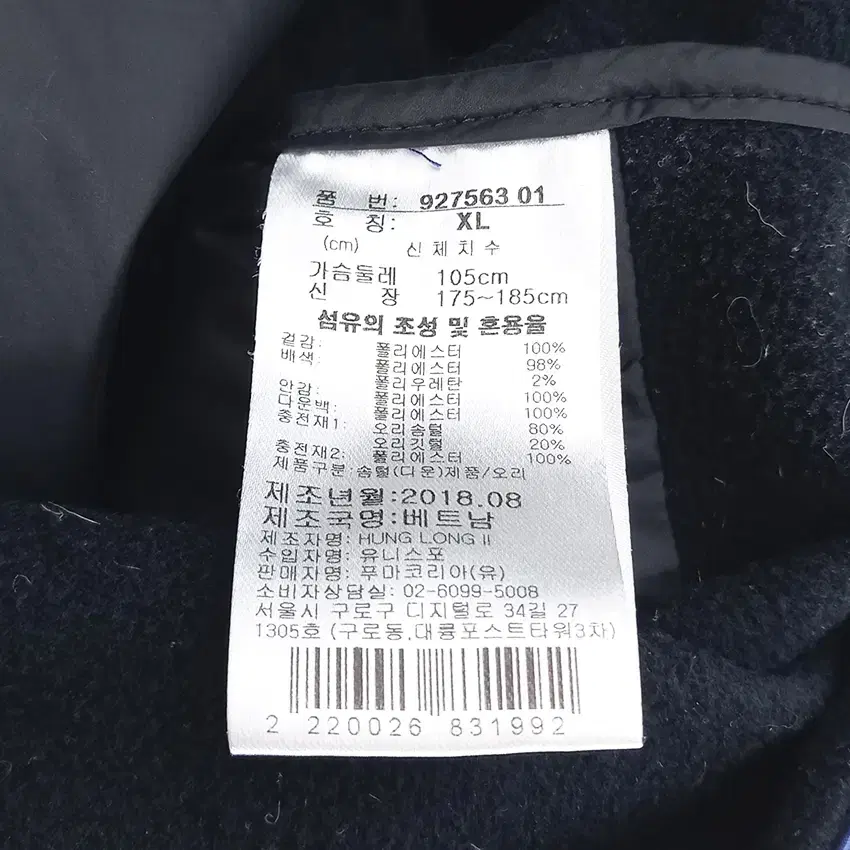 품 번: 927563 01
호 칭: XL
(cm) 신체치수
가슴둘레 105cm
신 장 175~185cm
섬유의 조성 및 혼용율
겉감: 폴리에스터 100%
배색: 폴리에스터 98%
폴리우레탄 2%
안감: 폴리에스터 100%
다운백: 폴리에스터 100%
충전재1: 오리솜털 80%
오리깃털 20%
충전재2: 폴리에스터 100%
제품구분: 솜털(다운)제품/오리
제조년월:2018.08
제조국명:베트남
제조자명: HUNG LONG II
수입자명: 유니스포
판매자명: 푸마코리아(유)
소비자상담실: 02-6099-5008
서울시 구로구 디지털로 34길 27
1305호 (구로동,대륭포스트타워3차)
2 220026 831992